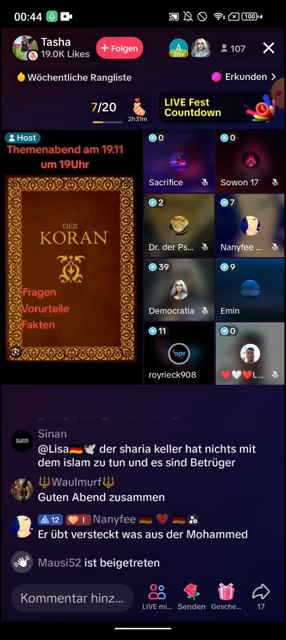 00:44
100+
Tasha
19.0K Likes
+ Folgen
20+
20+
107
Wöchentliche Rangliste
Erkunden >
7/20
2h31m
LIVE Fest
Countdown
Host
Themenabend am 19.11
um 19Uhr
DER
KORAN
Fragen
Vorurteile
Fakten
0
Sacrifice
0
Sowon 17
2
Dr. der Ps...
7
Nanyfee ...
39
Democratia
9
Emin
11
royrieck908
0
L...
Sinan
@Lisa🇩🇪🕊️ der sharia keller hat nichts mit
dem islam zu tun und es sind Betrüger
🔱Waulmurf🔱
Guten Abend zusammen
12 I Nanyfee 🇩🇪❤️🇩🇪
Er übt versteckt was aus der Mohammed
Mausi52 ist beigetreten
Kommentar hinz...
LIVE mi...
Senden
Gesche...
17